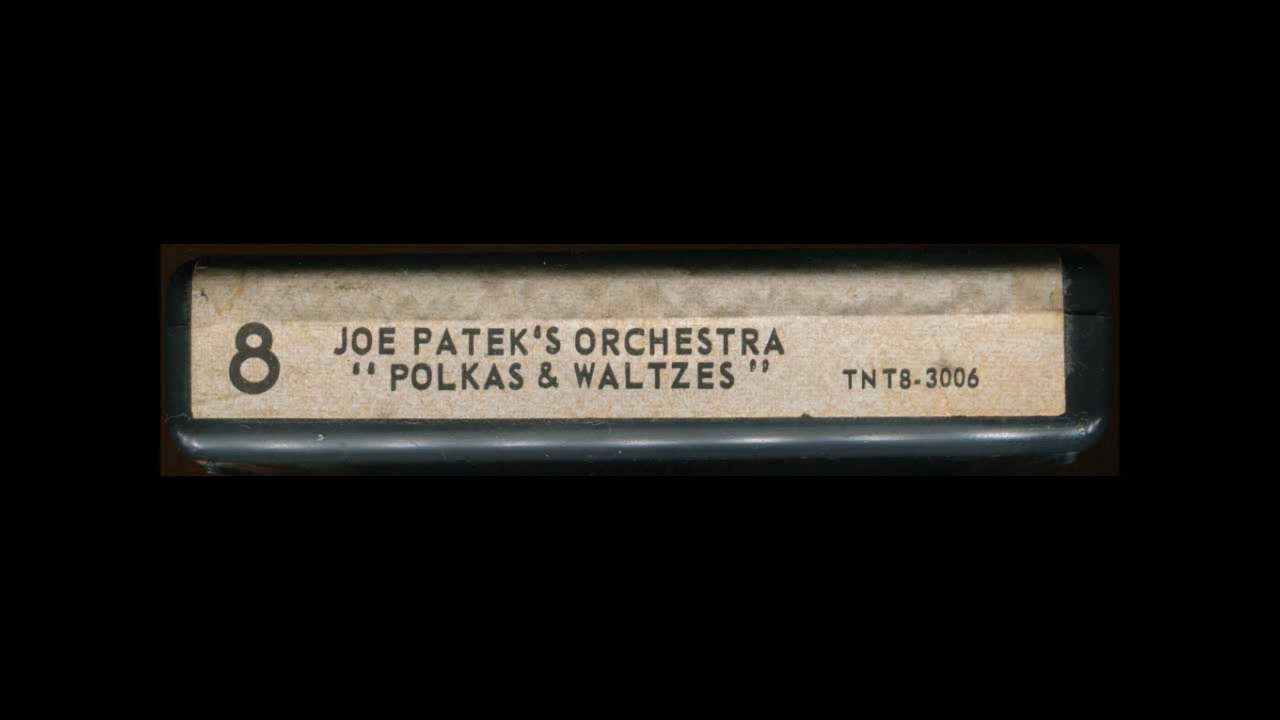 8
JOE PATEK'S ORCHESTRA
“ POLKAS & WALTZES ”
TNT8-3006